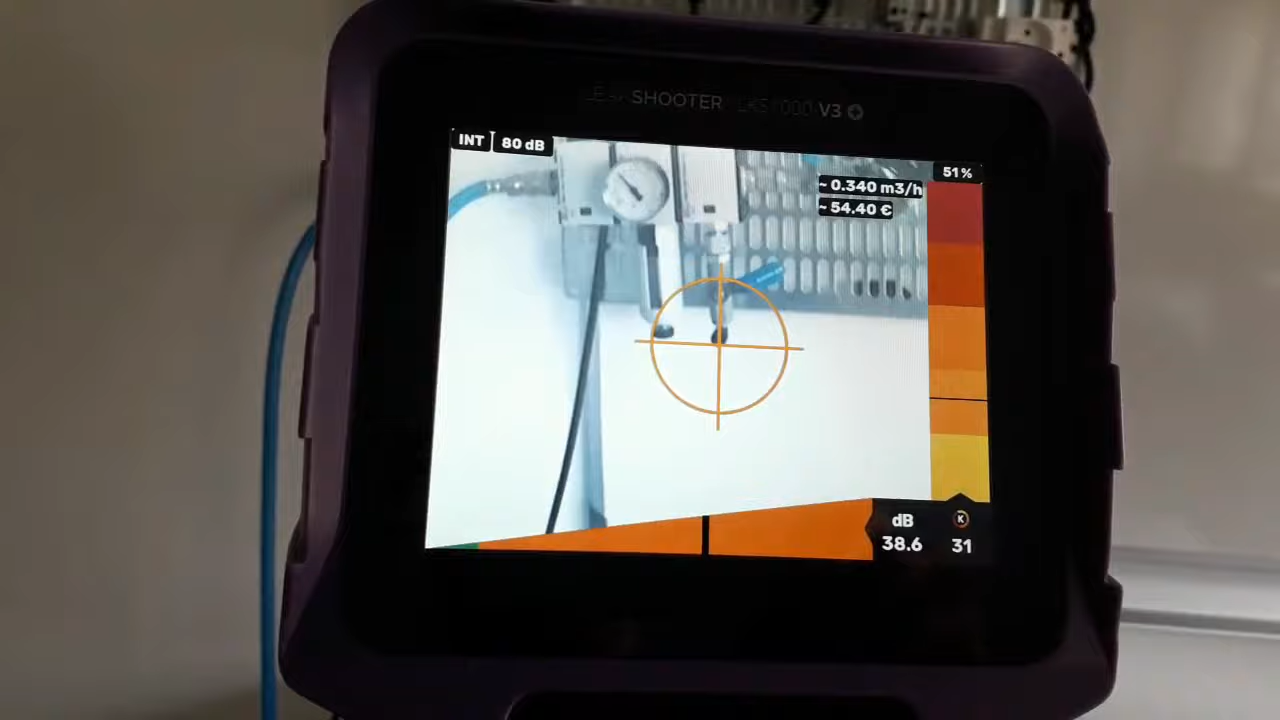 SHOOTER V3+
INT 80 dB
51%
~ 0.340 m3/h
~ 54.40 €
dB K
38.6 31